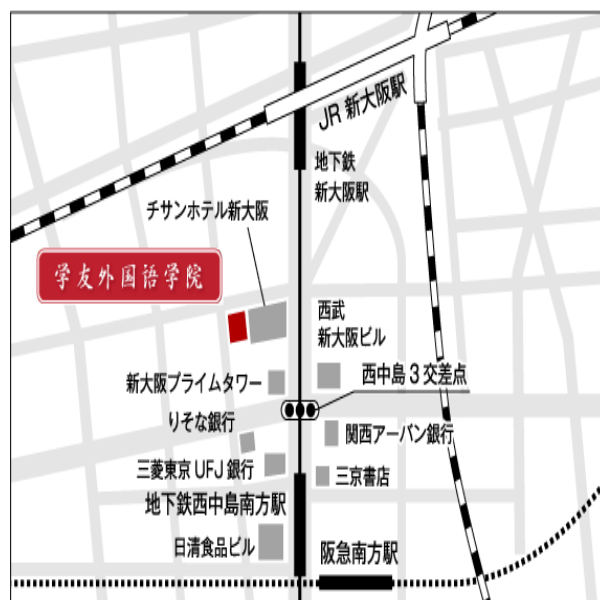 JR 新大阪駅
地下鉄
新大阪駅
チサンホテル新大阪
学友外国语学院
西武
新大阪ビル
新大阪プライムタワー
西中島3交差点
りそな銀行
関西アーバン銀行
三菱東京UFJ銀行
三京書店
地下鉄西中島南方駅
日清食品ビル
阪急南方駅